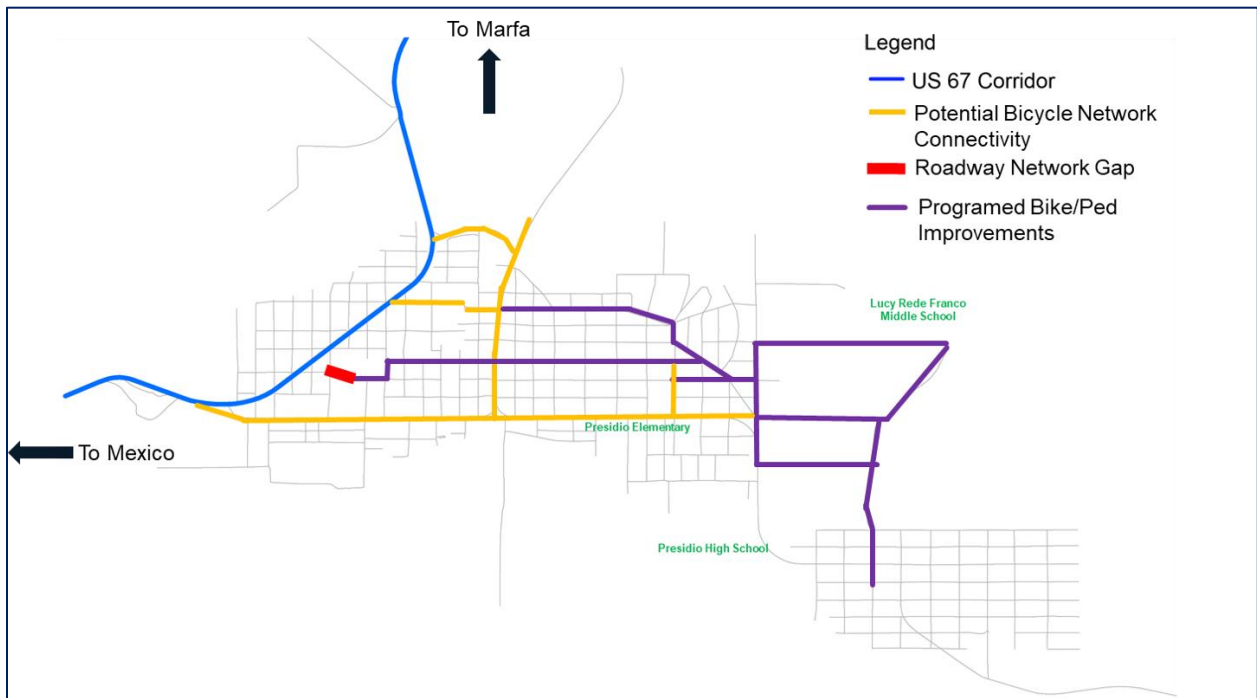 To Marfa
Legend
US 67 Corridor
Potential Bicycle Network
Connectivity
Roadway Network Gap
Programed Bike/Ped
Improvements
Lucy Rede Franco
Middle School
Presidio Elementary
To Mexico
Presidio High School